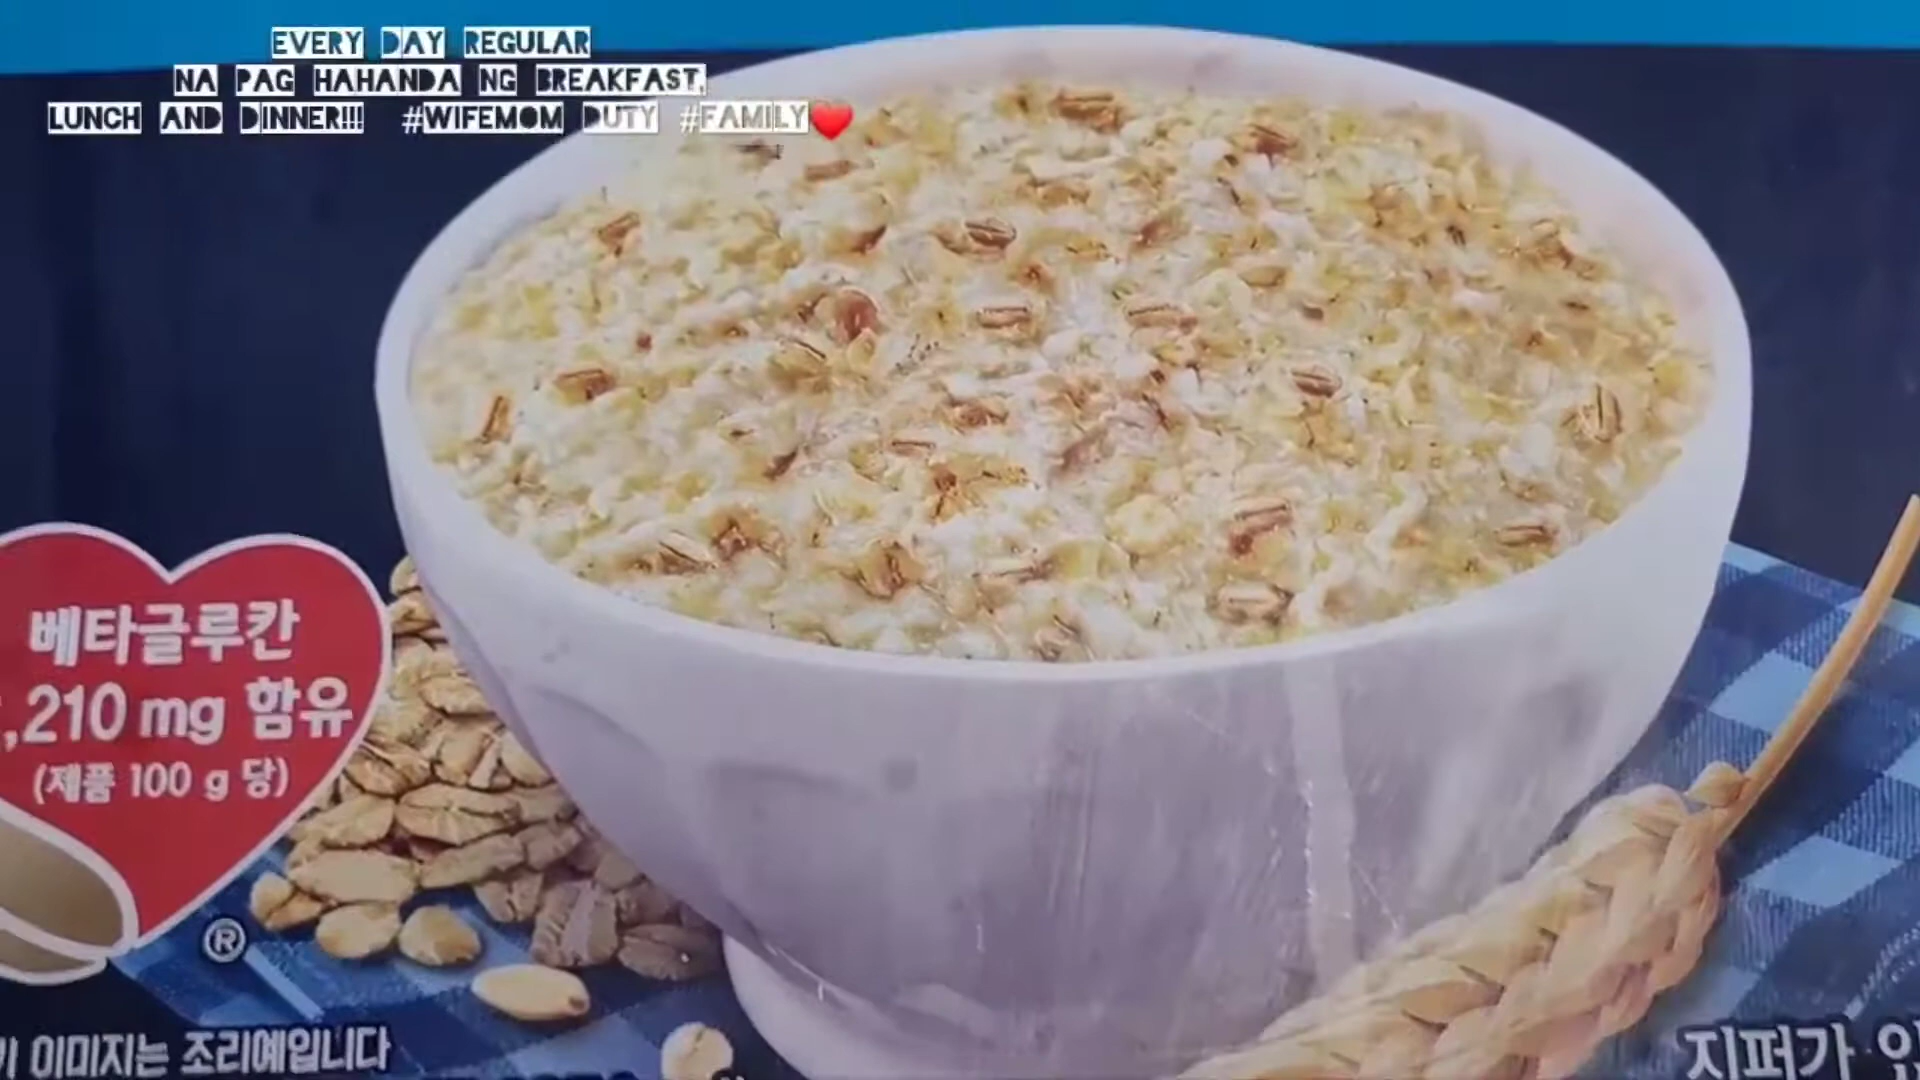 EVERY DAY REGULAR
NA PAG HAHANDA NG BREAKFAST,
LUNCH AND DINNER!!! #WIFEMOM DUTY #FAMILY❤️
베타글루칸
,210 mg 함유
(제품 100 g 당)
®
이미지는 조리예입니다
지퍼가